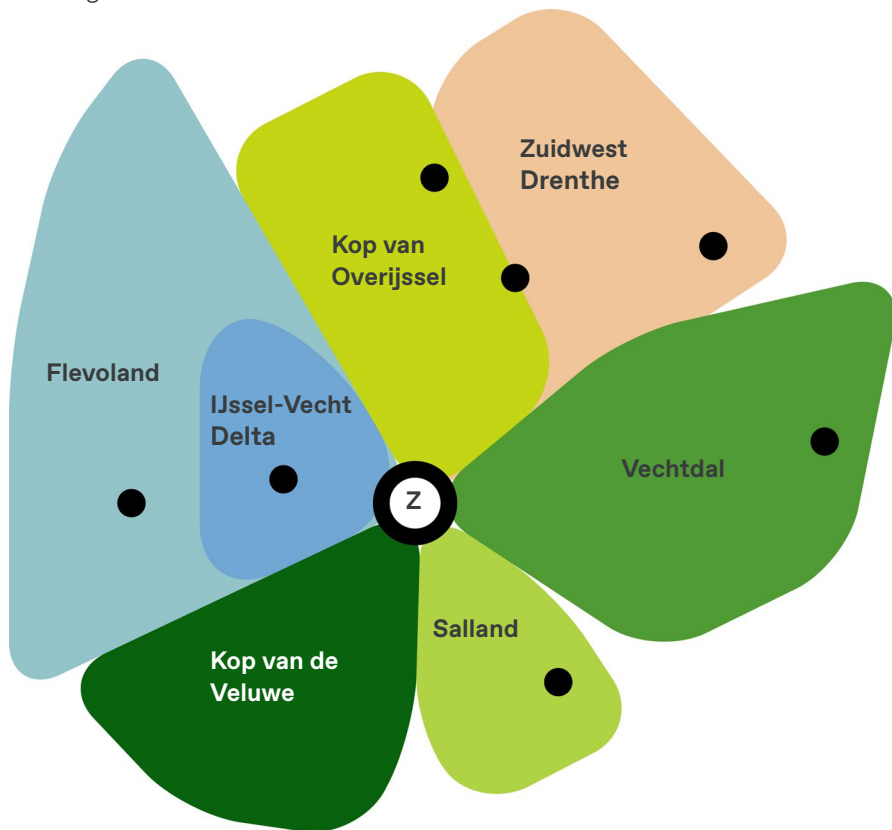 Zuidwest
Drenthe
Kop van
Overijssel
Flevoland
IJssel-Vecht
Delta
Vechtdal
Z
Salland
Kop van de
Veluwe